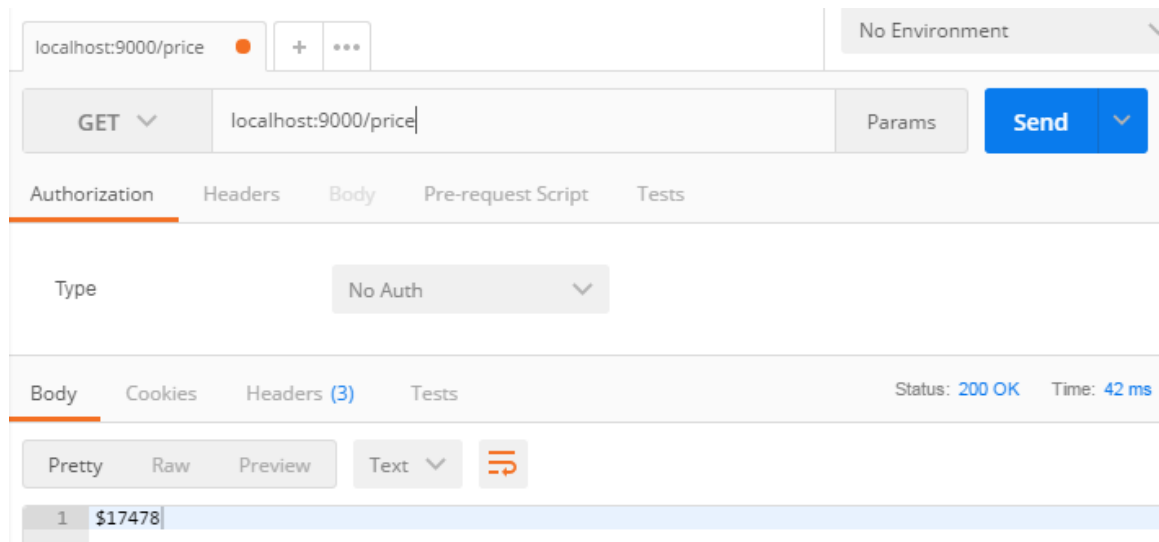 localhost:9000/price + ••• No Environment
GET localhost:9000/price Params Send
Authorization Headers Body Pre-request Script Tests
Type No Auth
Body Cookies Headers (3) Tests Status: 200 OK Time: 42 ms
Pretty Raw Preview Text
1 $17478